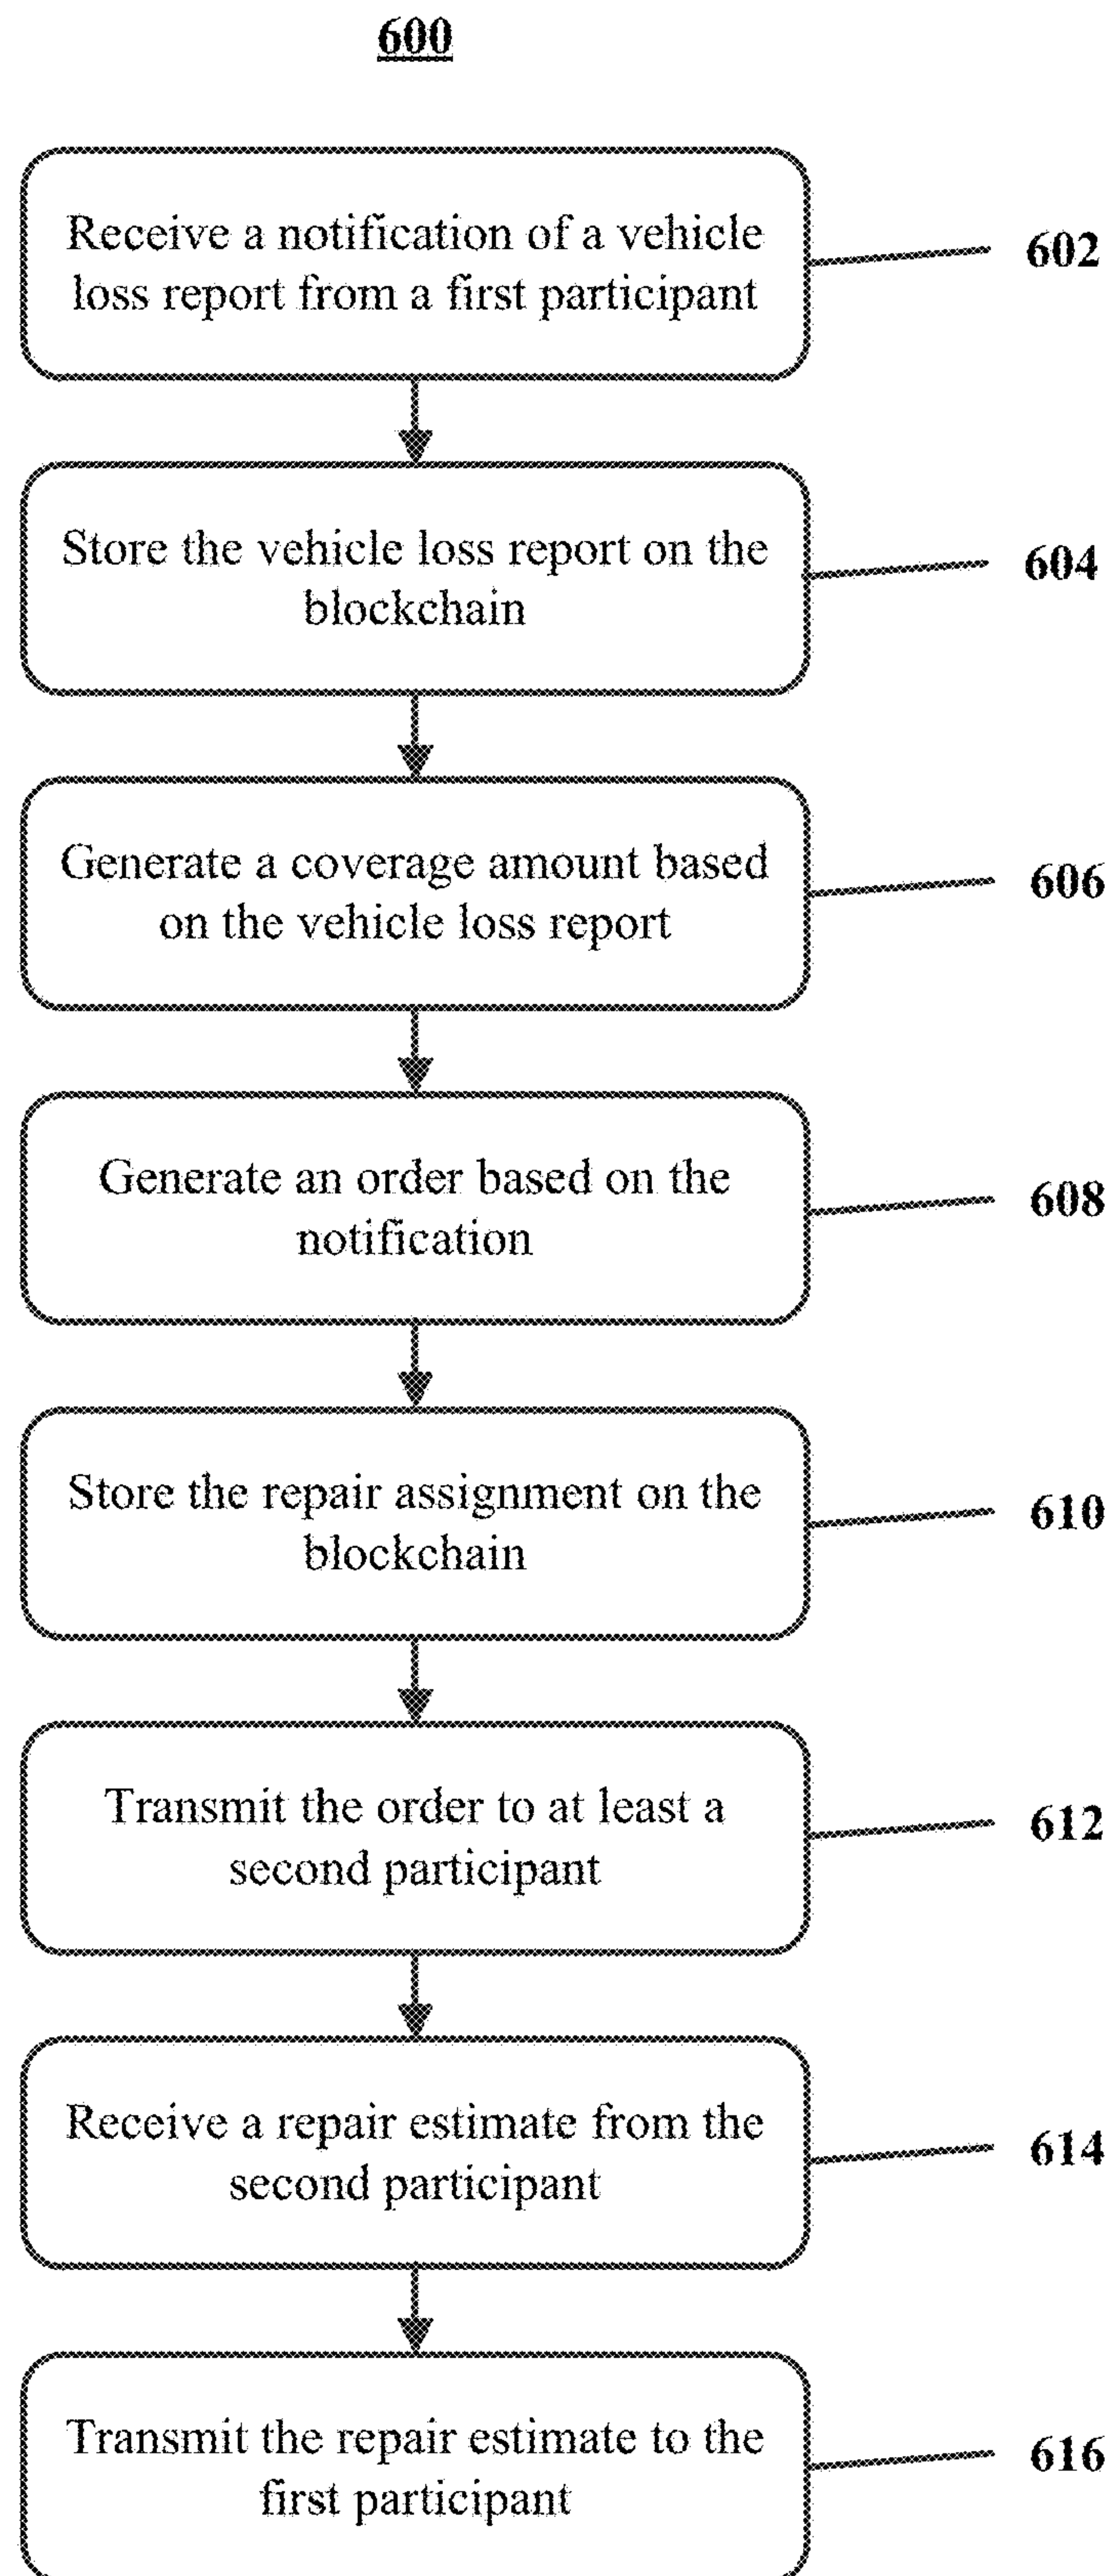 600
Receive a notification of a vehicle
loss report from a first participant
602
Store the vehicle loss report on the
blockchain
604
Generate a coverage amount based
on the vehicle loss report
606
Generate an order based on the
notification
608
Store the repair assignment on the
blockchain
610
Transmit the order to at least a
second participant
612
Receive a repair estimate from the
second participant
614
Transmit the repair estimate to the
first participant
616